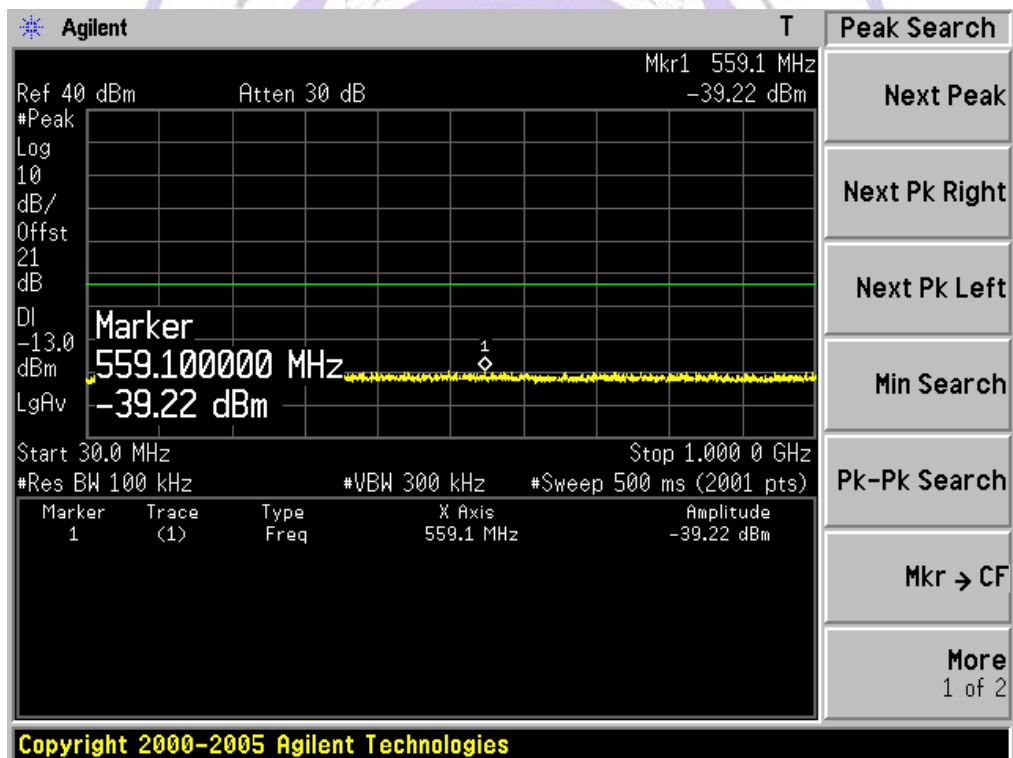 Agilent T Peak Search
Mkr1 559.1 MHz
Ref 40 dBm Atten 30 dB -39.22 dBm
#Peak
Log
10
dB/
Offst
21
dB
DI
-13.0
dBm
LgAv
1
Marker
559.100000 MHz
-39.22 dBm
Start 30.0 MHz Stop 1.000 0 GHz
#Res BW 100 kHz #VBW 300 kHz #Sweep 500 ms (2001 pts)
Marker Trace Type X Axis Amplitude
1 (1) Freq 559.1 MHz -39.22 dBm
Next Peak
Next Pk Right
Next Pk Left
Min Search
Pk-Pk Search
Mkr → CF
More
1 of 2
Copyright 2000-2005 Agilent Technologies